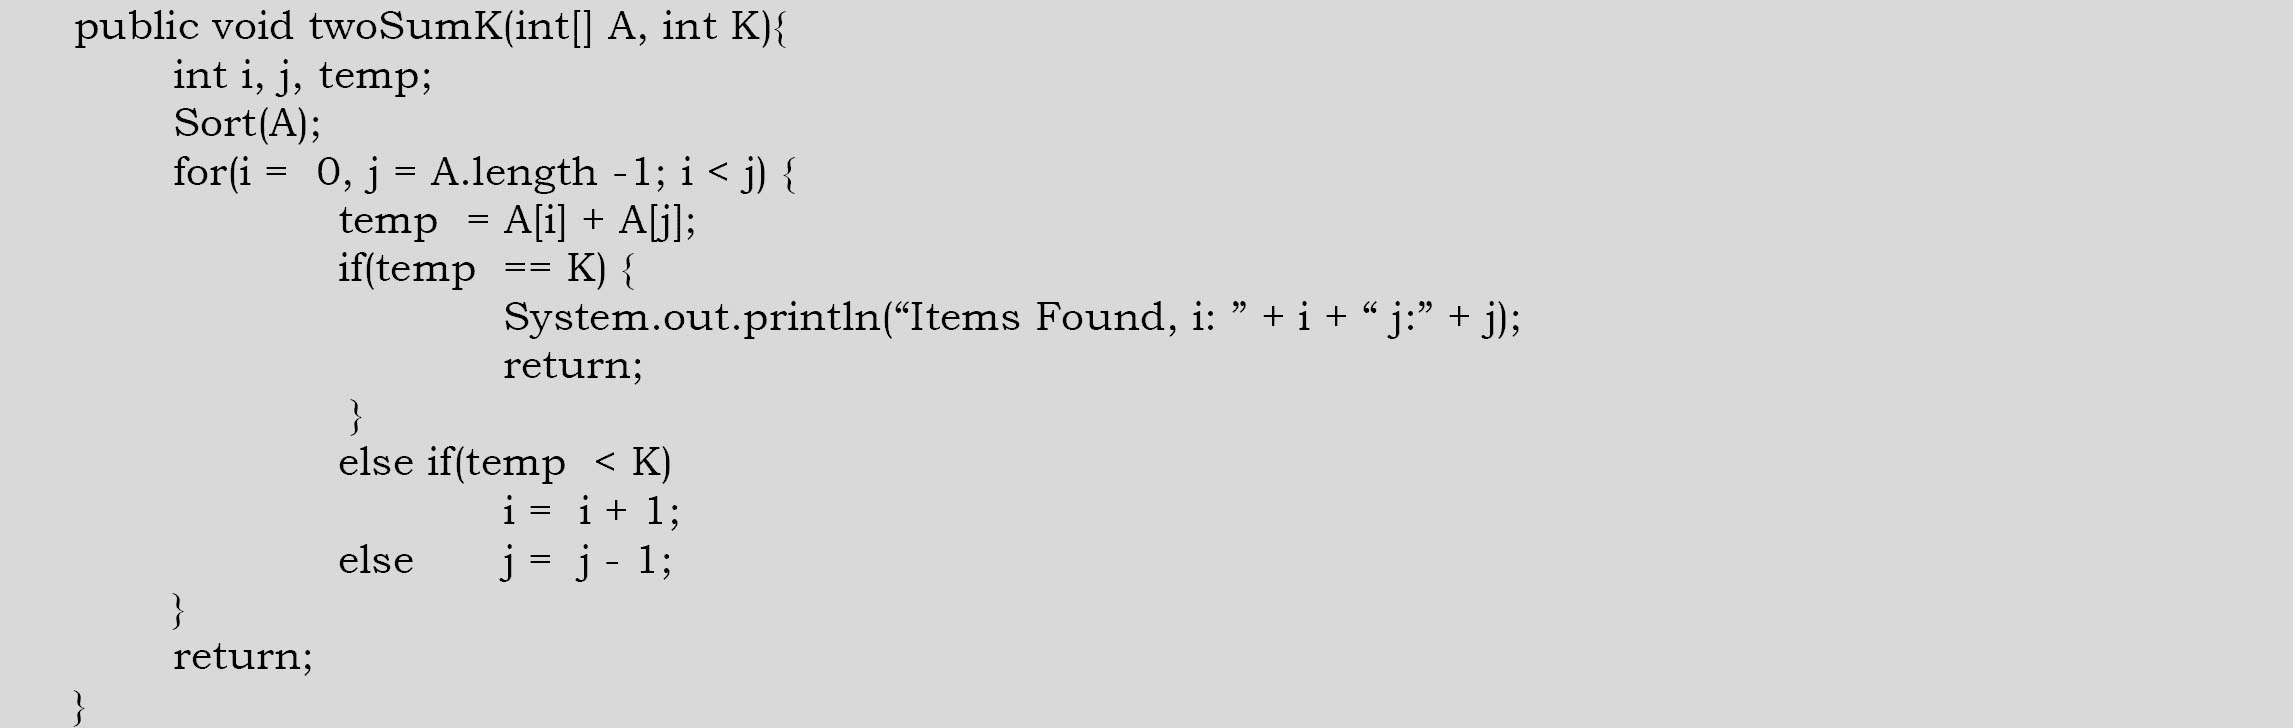 public void twoSumK(int[] A, int K){
int i, j, temp;
Sort(A);
for(i = 0, j = A.length -1; i < j) {
temp = A[i] + A[j];
if(temp == K) {
System.out.println(“Items Found, i: ” + i + “ j:” + j);
return;
}
else if(temp < K)
i = i + 1;
else j = j - 1;
}
return;
}